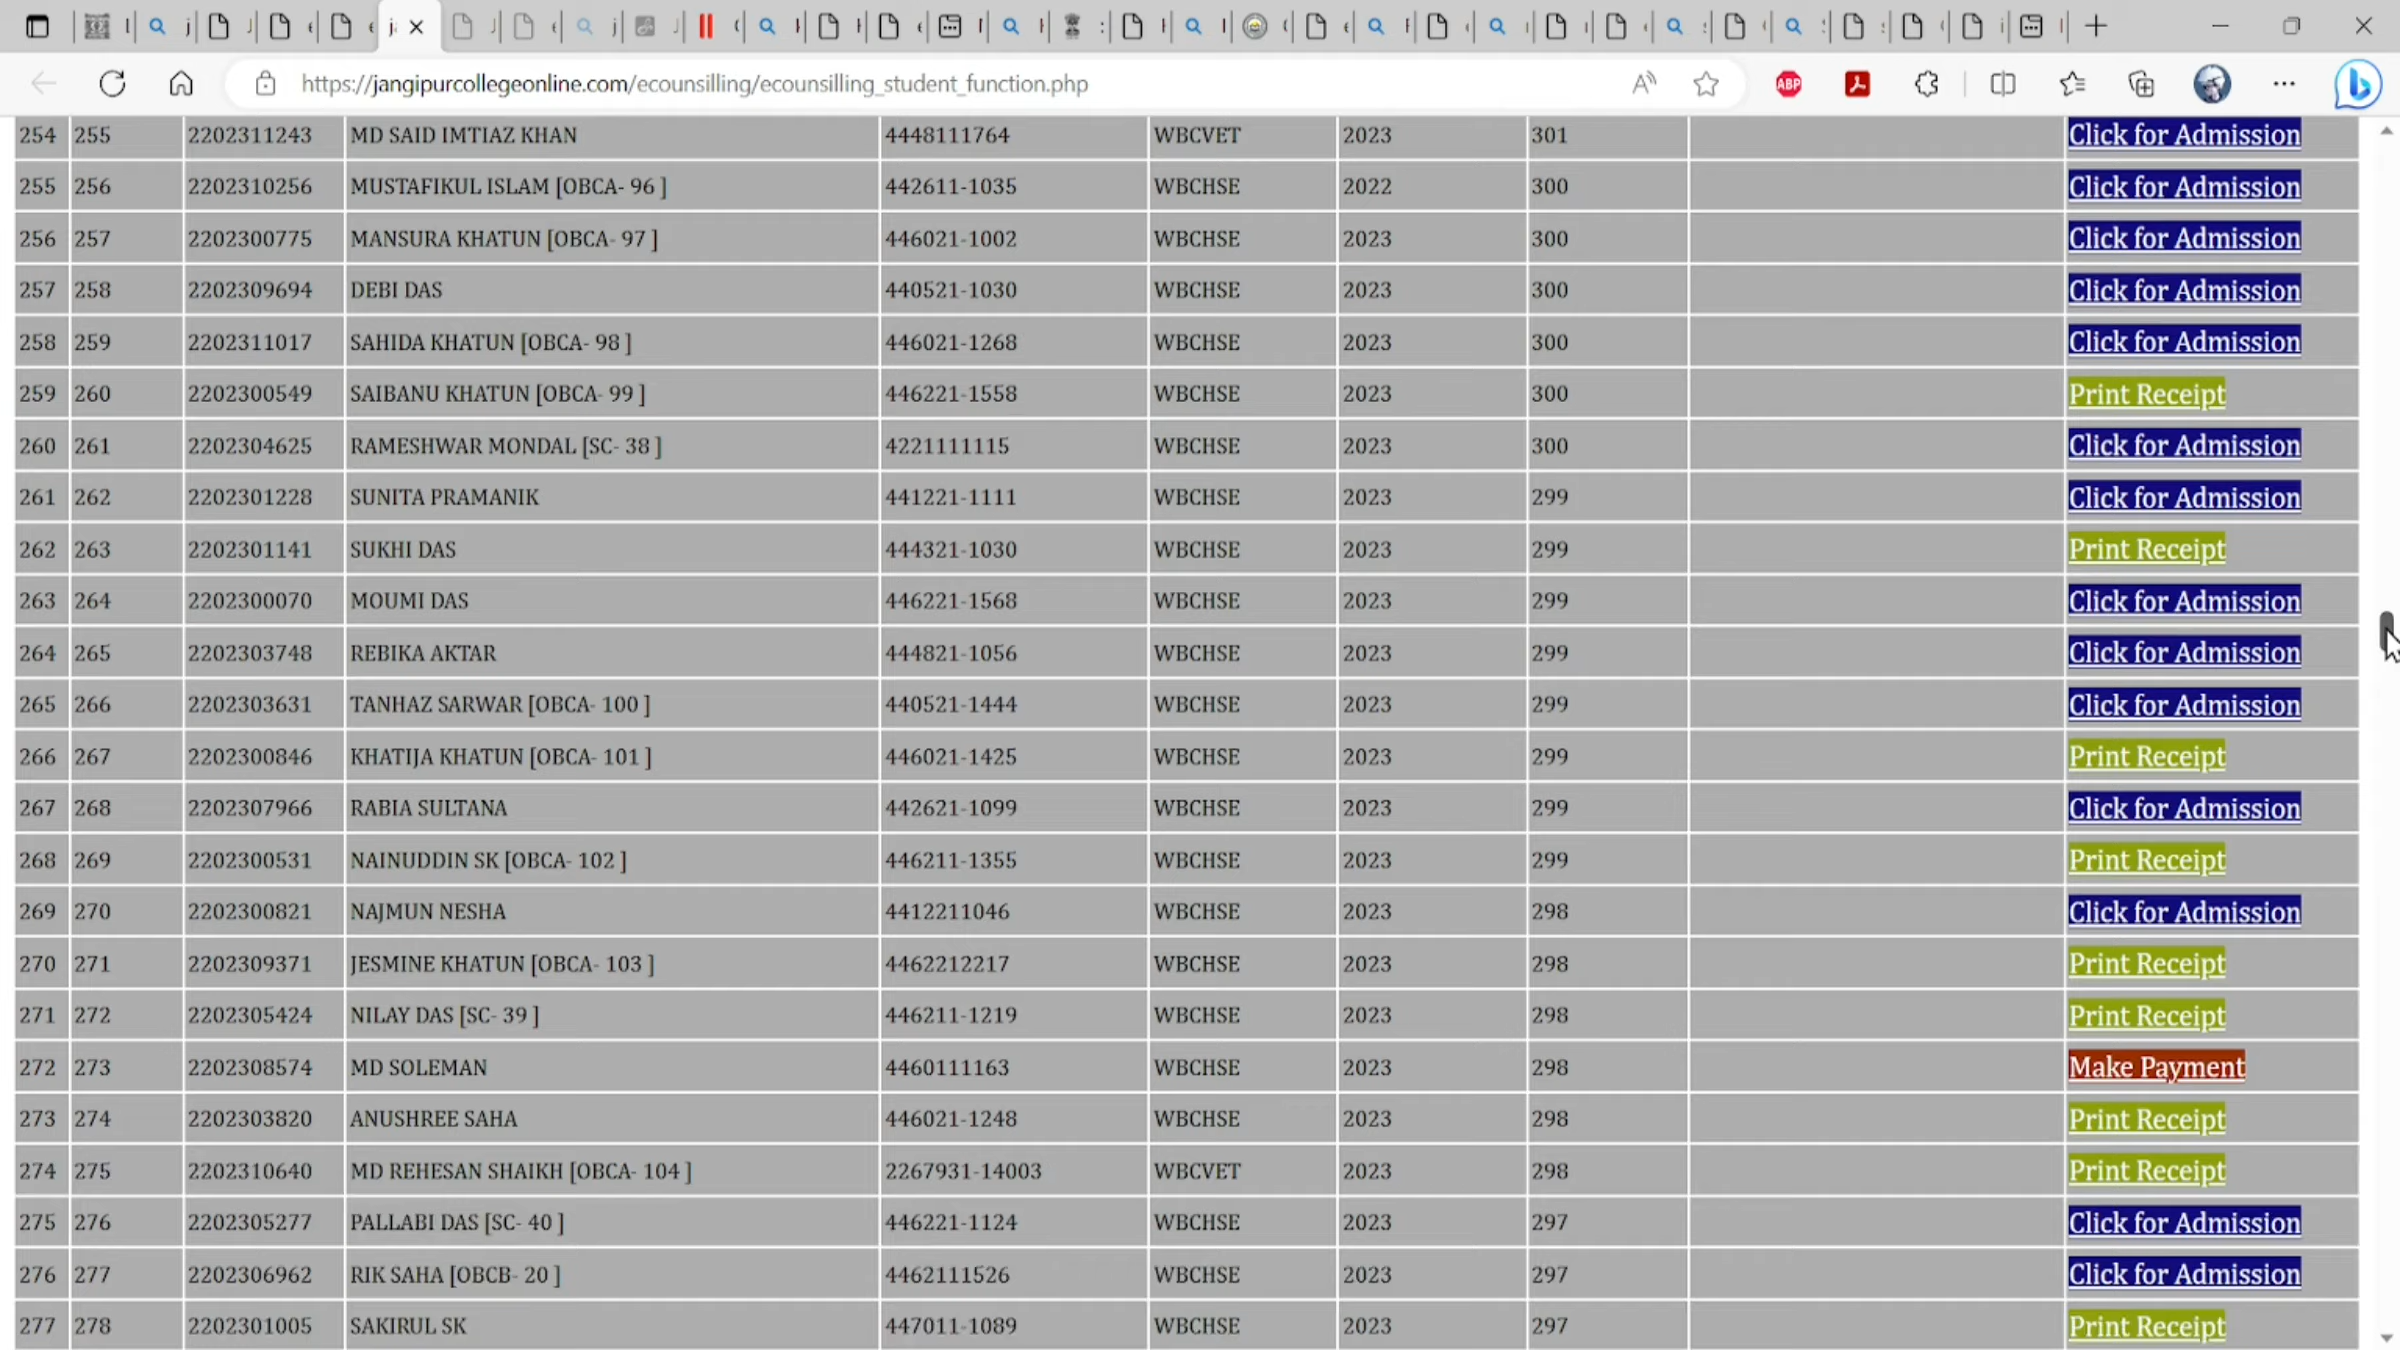 https://jangipurcollegeonline.com/ecounsilling/ecounsilling_student_function.php
ABP
254 255 2202311243 MD SAID IMTIAZ KHAN 4448111764 WBCVET 2023 301 Click for Admission
255 256 2202310256 MUSTAFIKUL ISLAM [OBCA- 96 ] 442611-1035 WBCHSE 2022 300 Click for Admission
256 257 2202300775 MANSURA KHATUN [OBCA- 97 ] 446021-1002 WBCHSE 2023 300 Click for Admission
257 258 2202309694 DEBI DAS 440521-1030 WBCHSE 2023 300 Click for Admission
258 259 2202311017 SAHIDA KHATUN [OBCA- 98 ] 446021-1268 WBCHSE 2023 300 Click for Admission
259 260 2202300549 SAIBANU KHATUN [OBCA- 99 ] 446221-1558 WBCHSE 2023 300 Print Receipt
260 261 2202304625 RAMESHWAR MONDAL [SC- 38 ] 4221111115 WBCHSE 2023 300 Click for Admission
261 262 2202301228 SUNITA PRAMANIK 441221-1111 WBCHSE 2023 299 Click for Admission
262 263 2202301141 SUKHI DAS 444321-1030 WBCHSE 2023 299 Print Receipt
263 264 2202300070 MOUMI DAS 446221-1568 WBCHSE 2023 299 Click for Admission
264 265 2202303748 REBIKA AKTAR 444821-1056 WBCHSE 2023 299 Click for Admission
265 266 2202303631 TANHAZ SARWAR [OBCA- 100 ] 440521-1444 WBCHSE 2023 299 Click for Admission
266 267 2202300846 KHATIJA KHATUN [OBCA- 101 ] 446021-1425 WBCHSE 2023 299 Print Receipt
267 268 2202307966 RABIA SULTANA 442621-1099 WBCHSE 2023 299 Click for Admission
268 269 2202300531 NAINUDDIN SK [OBCA- 102 ] 446211-1355 WBCHSE 2023 299 Print Receipt
269 270 2202300821 NAJMUN NESHA 4412211046 WBCHSE 2023 298 Click for Admission
270 271 2202309371 JESMINE KHATUN [OBCA- 103 ] 4462212217 WBCHSE 2023 298 Print Receipt
271 272 2202305424 NILAY DAS [SC- 39 ] 446211-1219 WBCHSE 2023 298 Print Receipt
272 273 2202308574 MD SOLEMAN 4460111163 WBCHSE 2023 298 Make Payment
273 274 2202303820 ANUSHREE SAHA 446021-1248 WBCHSE 2023 298 Print Receipt
274 275 2202310640 MD REHESAN SHAIKH [OBCA- 104 ] 2267931-14003 WBCVET 2023 298 Print Receipt
275 276 2202305277 PALLABI DAS [SC- 40 ] 446221-1124 WBCHSE 2023 297 Click for Admission
276 277 2202306962 RIK SAHA [OBCB- 20 ] 4462111526 WBCHSE 2023 297 Click for Admission
277 278 2202301005 SAKIRUL SK 447011-1089 WBCHSE 2023 297 Print Receipt